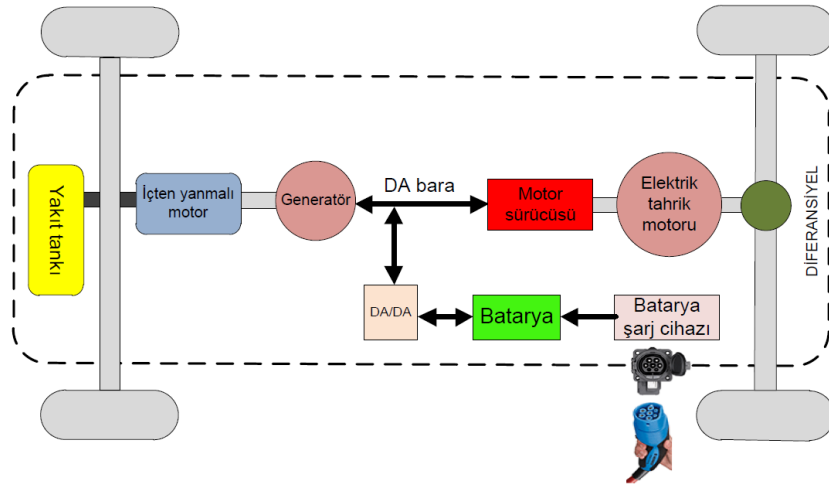 Yakıt tankı
İçten yanmalı
motor
Generatör
DA bara
Motor
sürücüsü
Elektrik
tahrik
motoru
DİFERANSİYEL
DA/DA
Batarya
Batarya
şarj cihazı